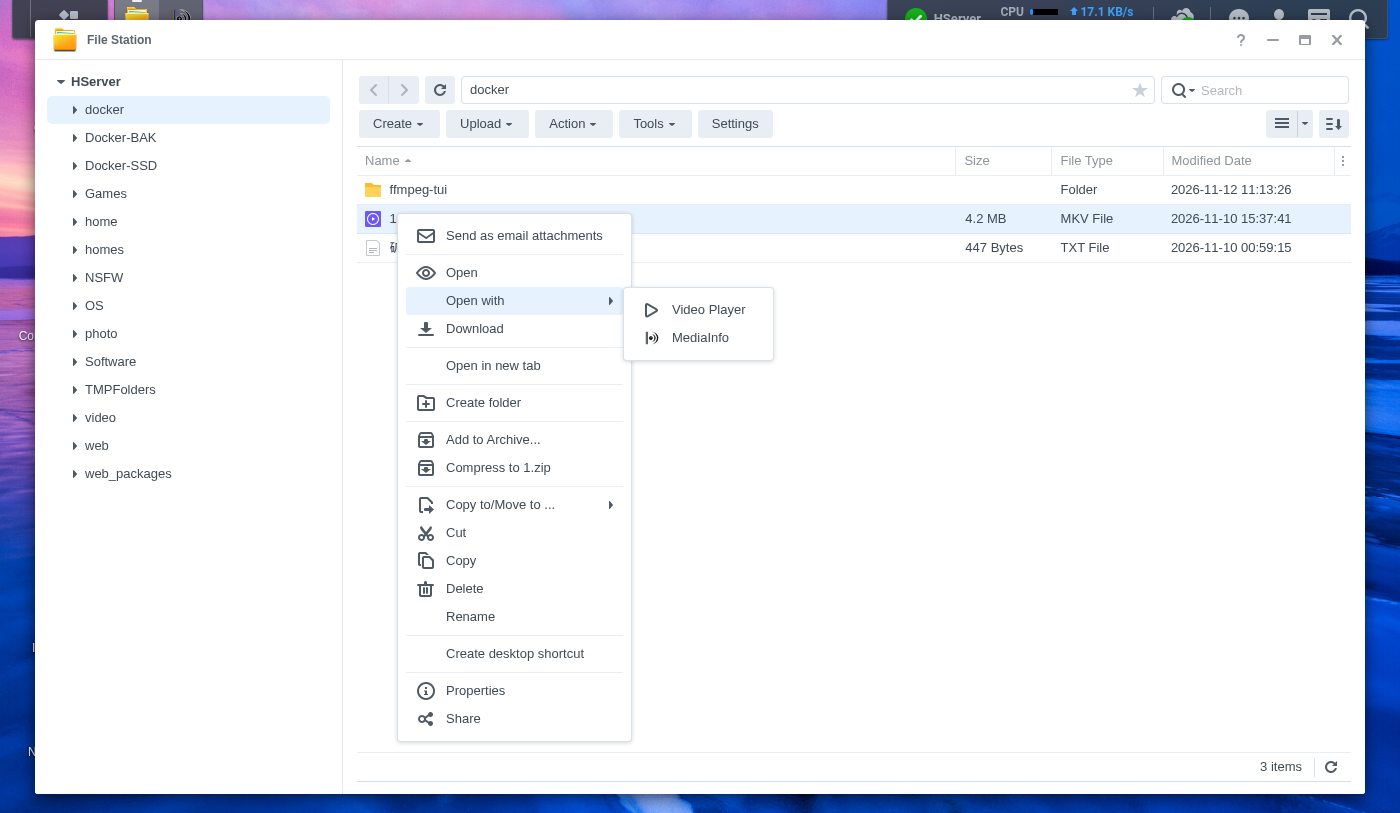 HServer
CPU
17.1 KB/s
File Station
HServer
docker
Docker-BAK
Docker-SSD
Games
home
homes
NSFW
OS
photo
Software
TMPFolders
video
web
web_packages
docker
Search
Create
Upload
Action
Tools
Settings
Name
Size
File Type
Modified Date
ffmpeg-tui
Folder
2026-11-12 11:13:26
1
4.2 MB
MKV File
2026-11-10 15:37:41
447 Bytes
TXT File
2026-11-10 00:59:15
Send as email attachments
Open
Open with
Video Player
MediaInfo
Download
Open in new tab
Create folder
Add to Archive...
Compress to 1.zip
Copy to/Move to ...
Cut
Copy
Delete
Rename
Create desktop shortcut
Properties
Share
3 items